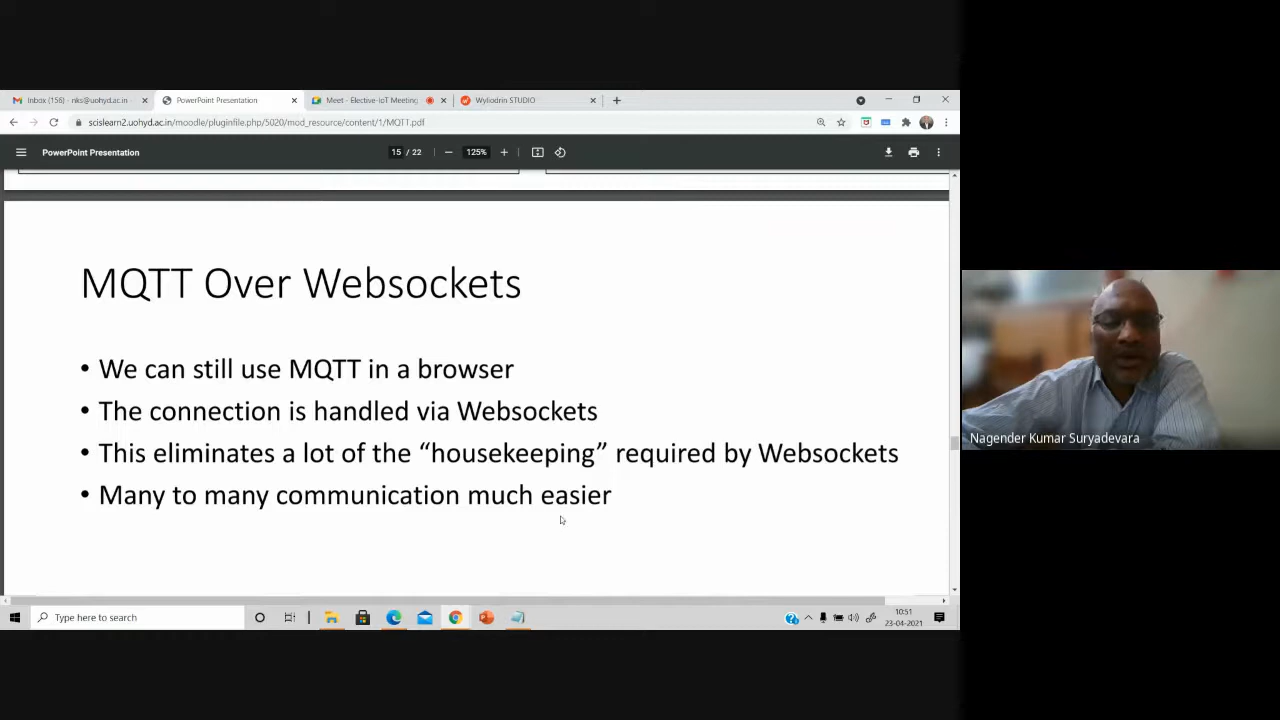 Inbox (156) - nks@uohyd.ac.in
PowerPoint Presentation
Meet - Elective-IoT Meeting
Wyliodrin STUDIO
scislearn2.uohyd.ac.in/moodle/pluginfile.php/5020/mod_resource/content/1/MQTT.pdf
PowerPoint Presentation
15 / 22
125%
MQTT Over Websockets
• We can still use MQTT in a browser
• The connection is handled via Websockets
• This eliminates a lot of the “housekeeping” required by Websockets
• Many to many communication much easier
Nagender Kumar Suryadevara
Type here to search
10:51
23-04-2021